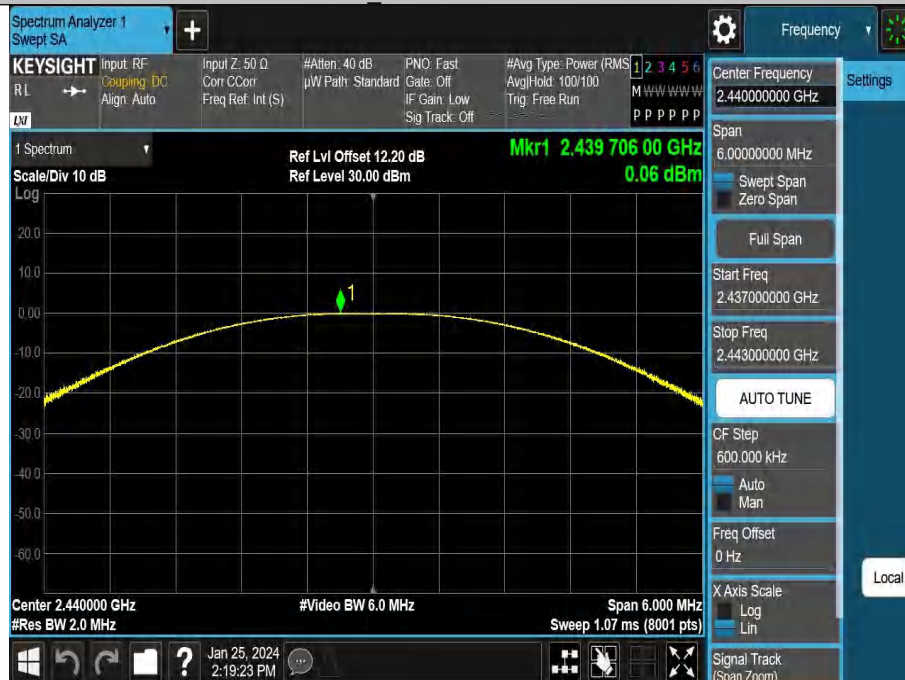 Spectrum Analyzer 1
Swept SA
+
Frequency
KEYSIGHT
RL
LXI
Input: RF
Coupling: DC
Align: Auto
Input Z: 50 Ω
Corr CCorr
Freq Ref: Int (S)
#Atten: 40 dB
µW Path: Standard
PNO: Fast
Gate: Off
IF Gain: Low
Sig Track: Off
#Avg Type: Power (RMS
Avg|Hold: 100/100
Trig: Free Run
1 2 3 4 5 6
M W W W W W
P P P P P P
1 Spectrum
Scale/Div 10 dB
Log
Ref Lvl Offset 12.20 dB
Ref Level 30.00 dBm
Mkr1 2.439 706 00 GHz
0.06 dBm
20.0
10.0
0.00
-10.0
-20.0
-30.0
-40.0
-50.0
-60.0
1
Center 2.440000 GHz
#Res BW 2.0 MHz
#Video BW 6.0 MHz
Span 6.000 MHz
Sweep 1.07 ms (8001 pts)
?
Jan 25, 2024
2:19:23 PM
Center Frequency
2.440000000 GHz
Span
6.00000000 MHz
Swept Span
Zero Span
Full Span
Start Freq
2.437000000 GHz
Stop Freq
2.443000000 GHz
AUTO TUNE
CF Step
600.000 kHz
Auto
Man
Freq Offset
0 Hz
X Axis Scale
Log
Lin
Signal Track
(Span Zoom)
Settings
Local